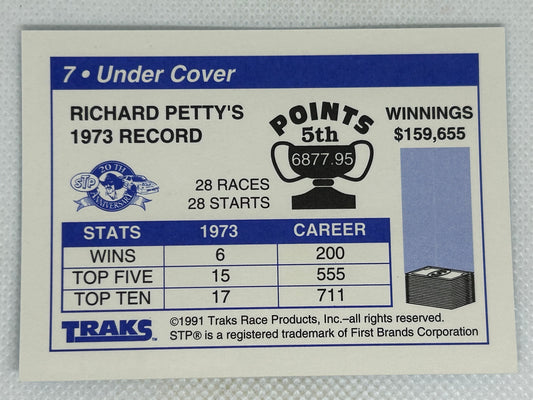 7 • Under Cover
RICHARD PETTY'S
1973 RECORD
POINTS
5th
6877.95
WINNINGS
$159,655
STP
20TH
ANNIVERSARY
28 RACES
28 STARTS
STATS 1973 CAREER
WINS 6 200
TOP FIVE 15 555
TOP TEN 17 711
TRAKS™
©1991 Traks Race Products, Inc.–all rights reserved.
STP® is a registered trademark of First Brands Corporation